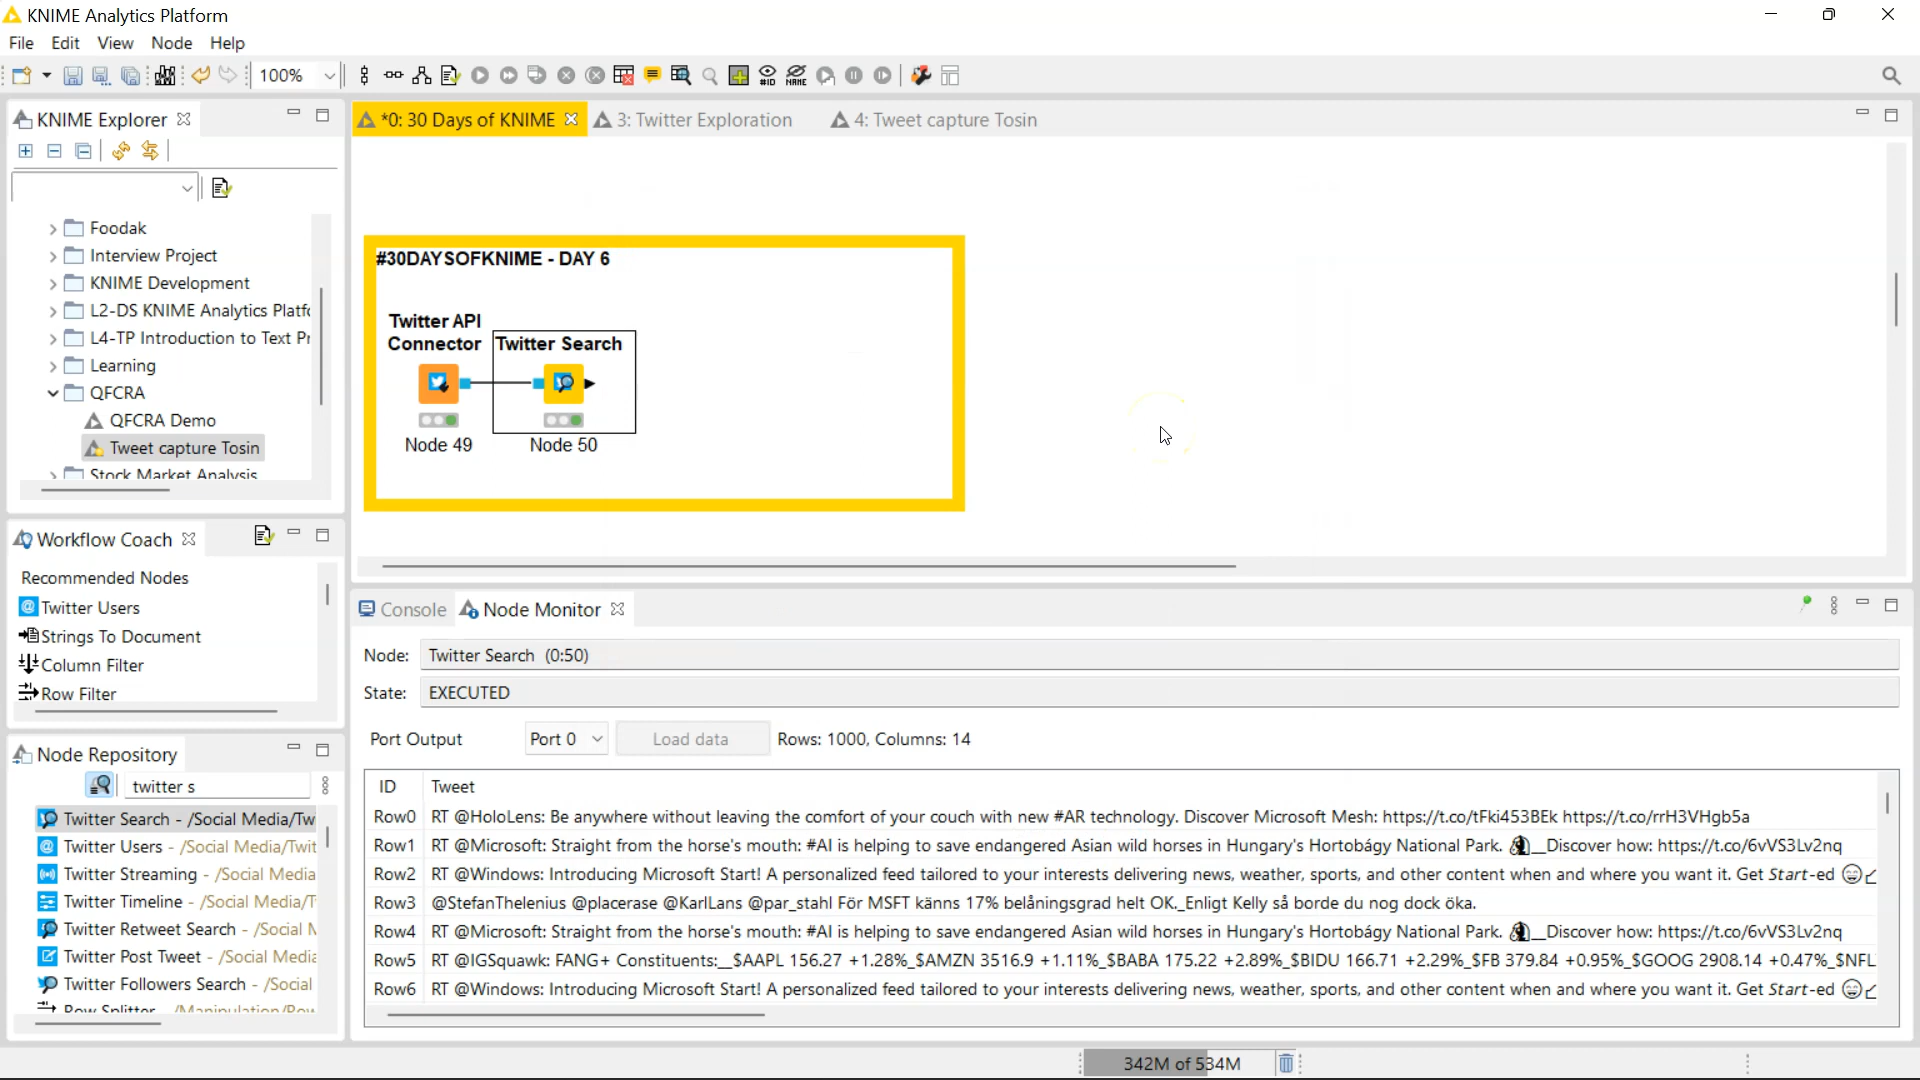 KNIME Analytics Platform
File Edit View Node Help
100%
KNIME Explorer
Foodak
Interview Project
KNIME Development
L2-DS KNIME Analytics Platf
L4-TP Introduction to Text Pr
Learning
QFCRA
QFCRA Demo
Tweet capture Tosin
Stock Market Analysis
Workflow Coach
Recommended Nodes
Twitter Users
Strings To Document
Column Filter
Row Filter
Node Repository
twitter s
Twitter Search - /Social Media/Tw
Twitter Users - /Social Media/Twit
Twitter Streaming - /Social Media
Twitter Timeline - /Social Media/T
Twitter Retweet Search - /Social M
Twitter Post Tweet - /Social Media
Twitter Followers Search - /Social
Row Splitter - /Manipulation/Row
*0: 30 Days of KNIME 3: Twitter Exploration 4: Tweet capture Tosin
#30DAYSOFKNIME - DAY 6
Twitter API
Connector
Twitter Search
Node 49
Node 50
Console Node Monitor
Node: Twitter Search (0:50)
State: EXECUTED
Port Output Port 0 Load data Rows: 1000, Columns: 14
ID Tweet
Row0 RT @HoloLens: Be anywhere without leaving the comfort of your couch with new #AR technology. Discover Microsoft Mesh: https://t.co/tFki453BEk https://t.co/rrH3VHgb5a
Row1 RT @Microsoft: Straight from the horse's mouth: #AI is helping to save endangered Asian wild horses in Hungary's Hortobágy National Park. 🐴__Discover how: https://t.co/6vVS3Lv2nq
Row2 RT @Windows: Introducing Microsoft Start! A personalized feed tailored to your interests delivering news, weather, sports, and other content when and where you want it. Get Start-ed
Row3 @StefanThelenius @placerase @KarlLans @par_stahl För MSFT känns 17% belåningsgrad helt OK._Enligt Kelly så borde du nog dock öka.
Row4 RT @Microsoft: Straight from the horse's mouth: #AI is helping to save endangered Asian wild horses in Hungary's Hortobágy National Park. 🐴__Discover how: https://t.co/6vVS3Lv2nq
Row5 RT @IGSquawk: FANG+ Constituents:__$AAPL 156.27 +1.28%_$AMZN 3516.9 +1.11%_$BABA 175.22 +2.89%_$BIDU 166.71 +2.29%_$FB 379.84 +0.95%_$GOOG 2908.14 +0.47%_$NFL
Row6 RT @Windows: Introducing Microsoft Start! A personalized feed tailored to your interests delivering news, weather, sports, and other content when and where you want it. Get Start-ed
342M of 534M